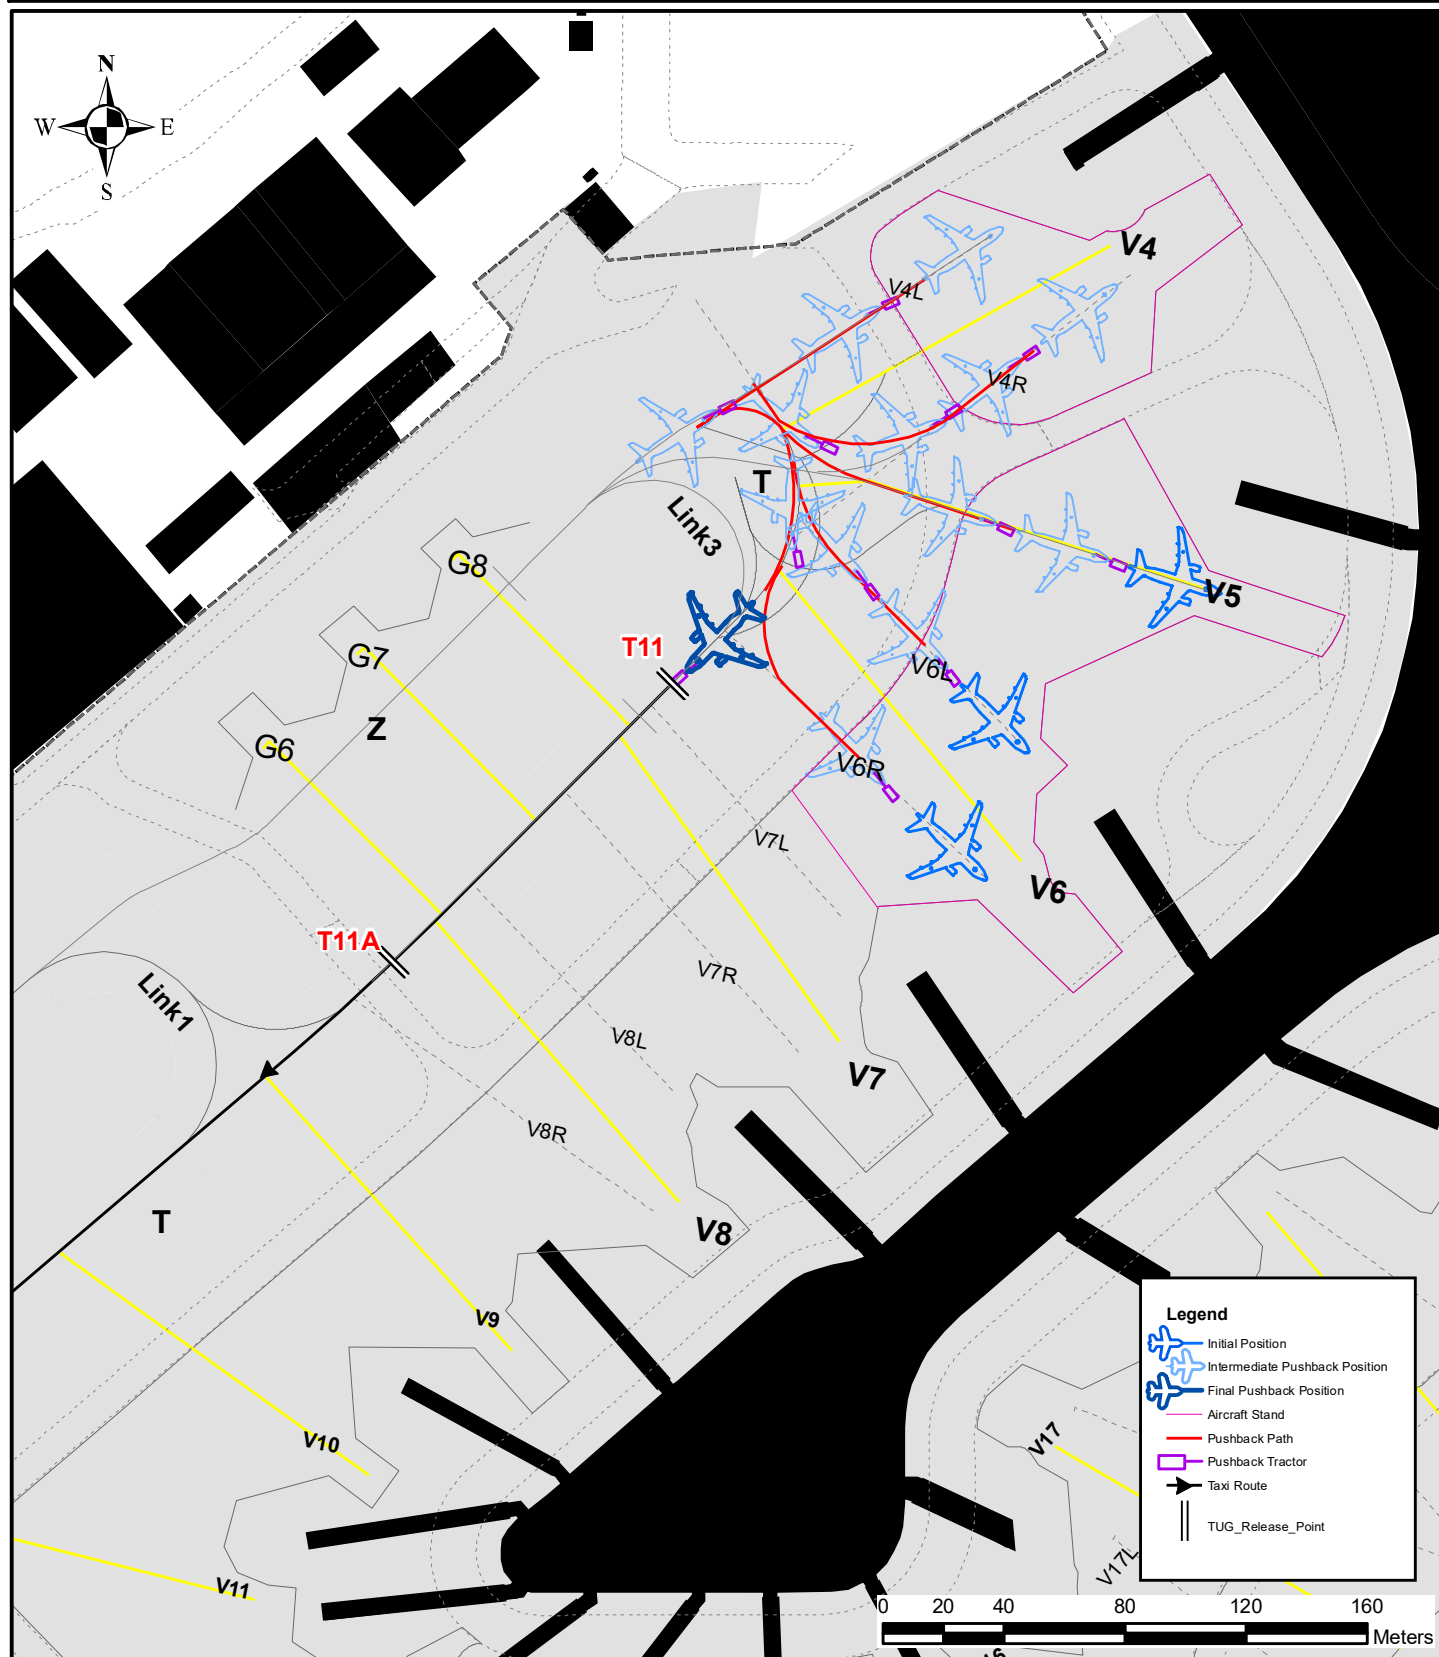 N
W
E
S
V4
V4L
V4R
T
Link3
G8
V5
T11
G7
V6L
Z
G6
V6R
V7L
V6
T11A
V7R
Link1
V8L
V7
V8R
T
V8
V9
V10
V17
V11
V17L
Legend
Initial Position
Intermediate Pushback Position
Final Pushback Position
Aircraft Stand
Pushback Path
Pushback Tractor
Taxi Route
TUG_Release_Point
0 20 40 80 120 160
Meters